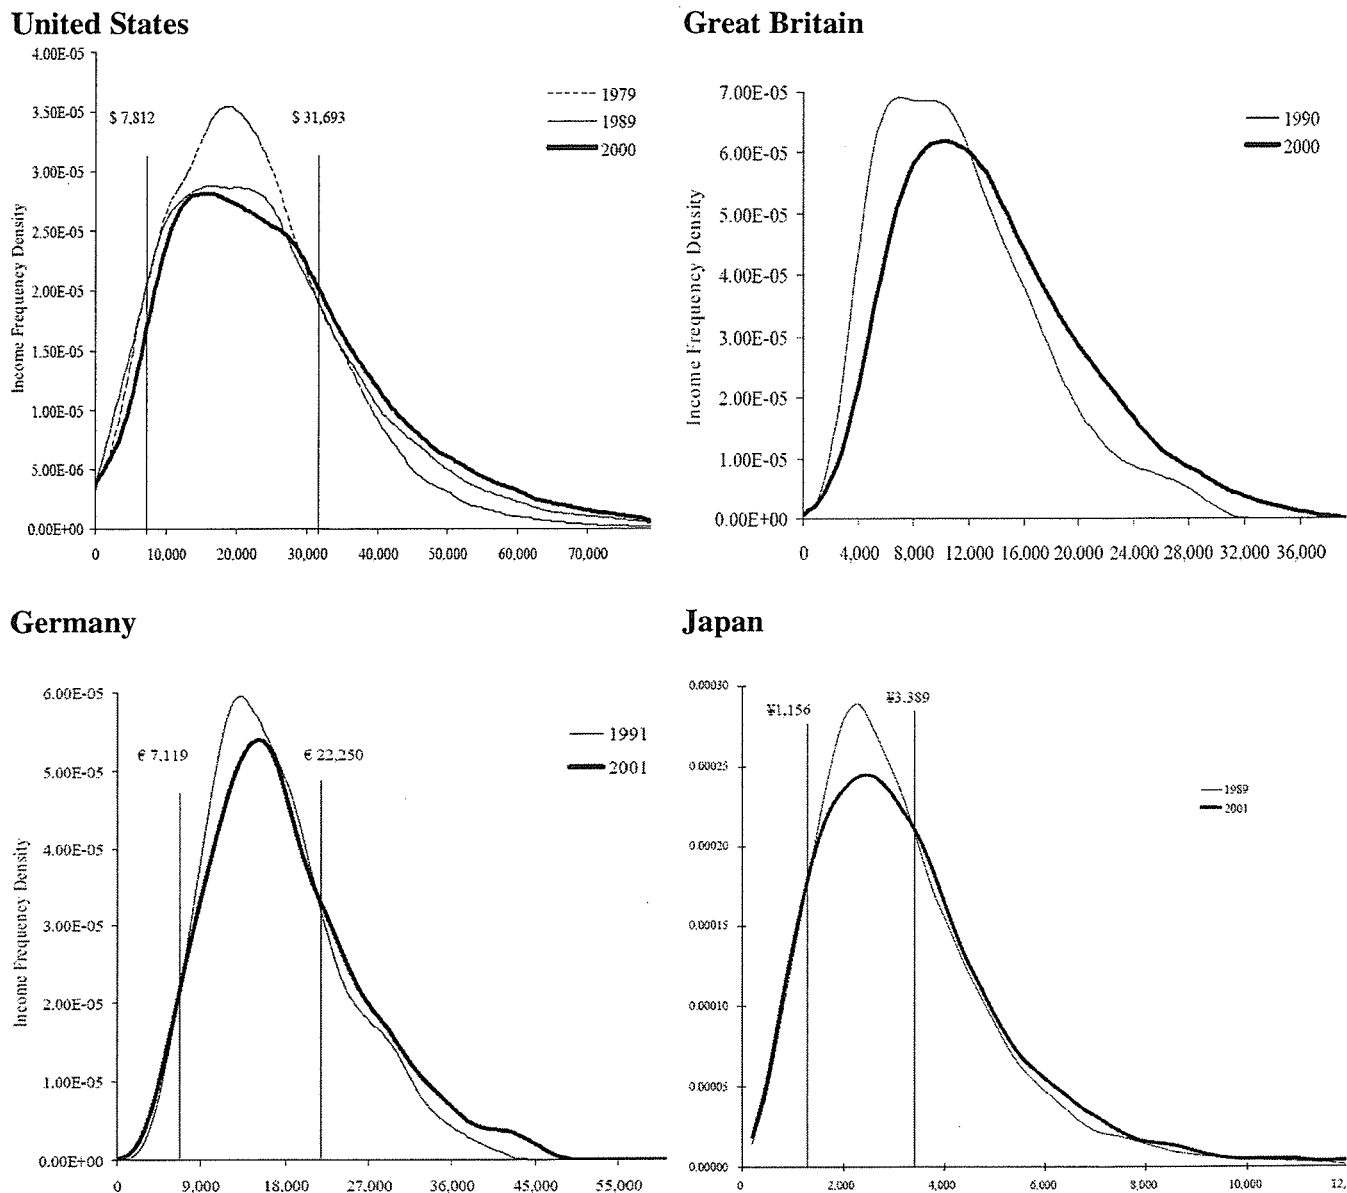 United States
4.00E-05
3.50E-05
3.00E-05
2.50E-05
2.00E-05
1.50E-05
1.00E-05
5.00E-06
0.00E+00
Income Frequency Density
$ 7,812
$ 31,693
1979
1989
2000
0 10,000 20,000 30,000 40,000 50,000 60,000 70,000
Great Britain
7.00E-05
6.00E-05
5.00E-05
4.00E-05
3.00E-05
2.00E-05
1.00E-05
0.00E+00
Income Frequency Density
1990
2000
0 4,000 8,000 12,000 16,000 20,000 24,000 28,000 32,000 36,000
Germany
6.00E-05
5.00E-05
4.00E-05
3.00E-05
2.00E-05
1.00E-05
0.00E+00
Income Frequency Density
€ 7,119
€ 22,250
1991
2001
0 9,000 18,000 27,000 36,000 45,000 55,000
Japan
0.00030
0.00025
0.00020
0.00015
0.00010
0.00005
0.00000
¥1,156
¥3.389
1989
2001
0 2,000 4,000 6,000 8,000 10,000 12,